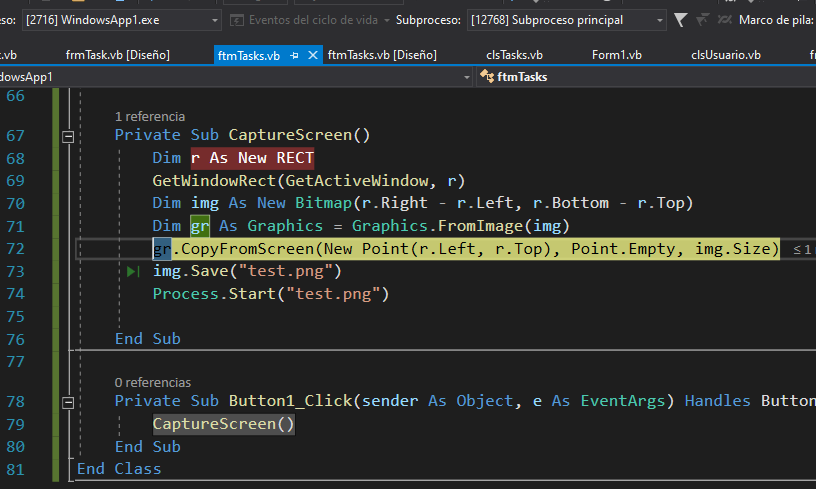 so: [2716] WindowsApp1.exe Eventos del ciclo de vida Subproceso: [12768] Subproceso principal Marco de pila:
.vb frmTask.vb [Diseño] ftmTasks.vb ftmTasks.vb [Diseño] clsTasks.vb Form1.vb clsUsuario.vb
dowsApp1 ftmTasks
66
1 referencia
67 Private Sub CaptureScreen()
68 Dim r As New RECT
69 GetWindowRect(GetActiveWindow, r)
70 Dim img As New Bitmap(r.Right - r.Left, r.Bottom - r.Top)
71 Dim gr As Graphics = Graphics.FromImage(img)
72 gr.CopyFromScreen(New Point(r.Left, r.Top), Point.Empty, img.Size) ≤1
73 img.Save("test.png")
74 Process.Start("test.png")
75
76 End Sub
77
0 referencias
78 Private Sub Button1_Click(sender As Object, e As EventArgs) Handles Button
79 CaptureScreen()
80 End Sub
81 End Class